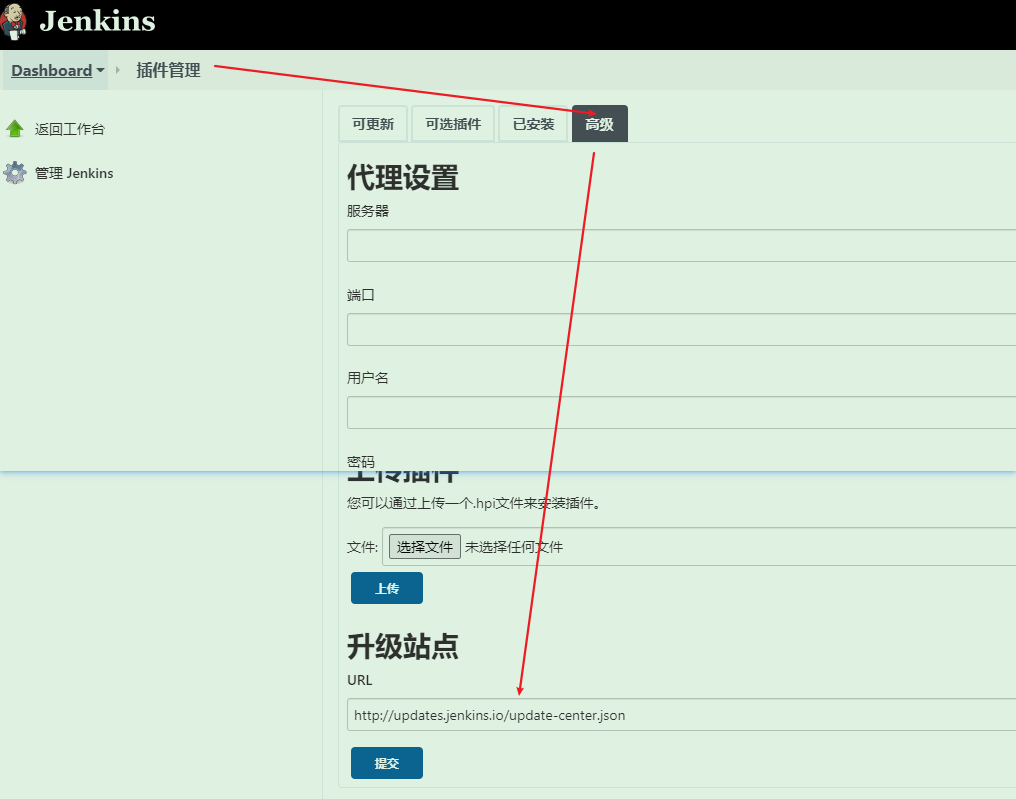 Jenkins
Dashboard 插件管理
返回工作台
管理 Jenkins
可更新 可选插件 已安装 高级
代理设置
服务器
端口
用户名
密码
上传插件
您可以通过上传一个.hpi文件来安装插件。
文件: 选择文件 未选择任何文件
上传
升级站点
URL
http://updates.jenkins.io/update-center.json
提交